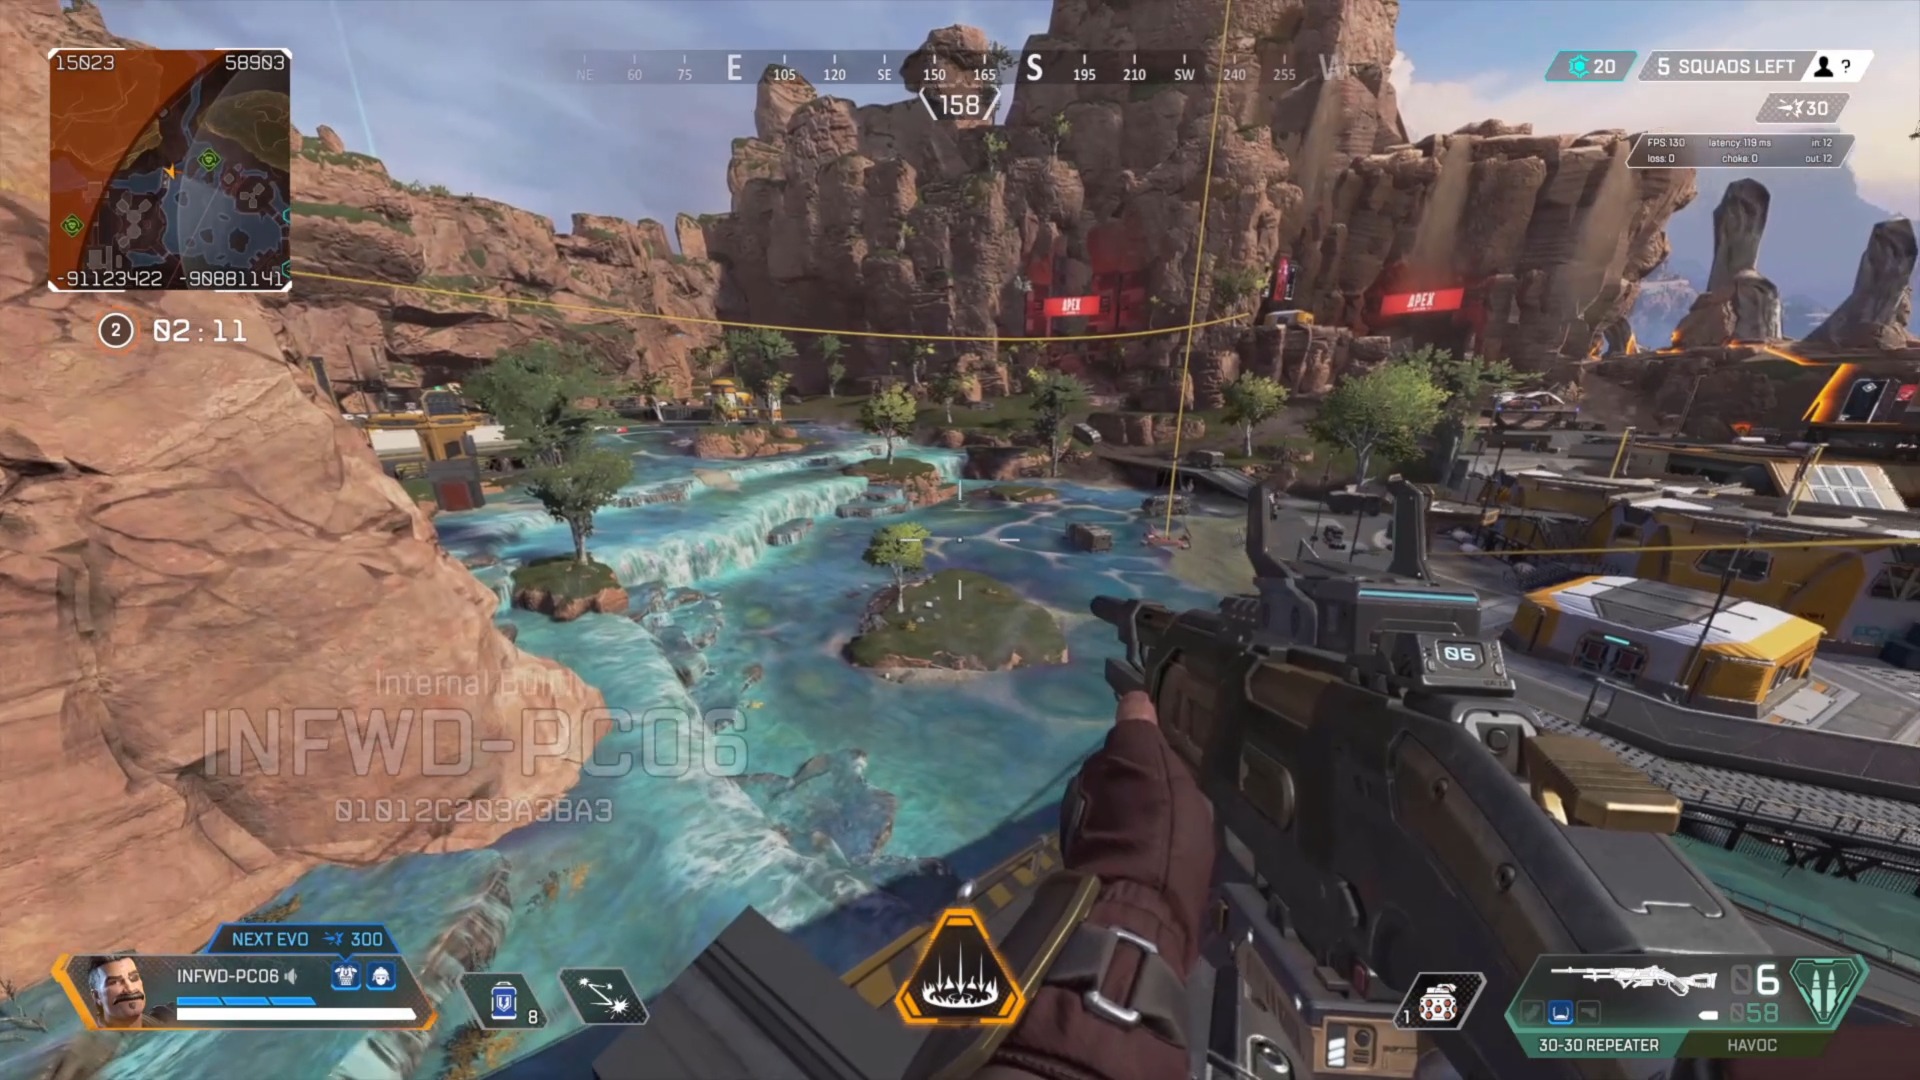 15023 58903
-91123422 -90881141
2 02:11
NE 60 75 E 105 120 SE 150 165 S 195 210 SW 240 255 W
158
20 5 SQUADS LEFT ?
30
FPS: 130 latency: 119 ms in: 12
loss: 0 choke: 0 out: 12
APEX
APEX
06
Internal Build
INFWD-PC06
01012C203A3BA3
NEXT EVO 300
INFWD-PC06
8
1
06
058
30-30 REPEATER HAVOC